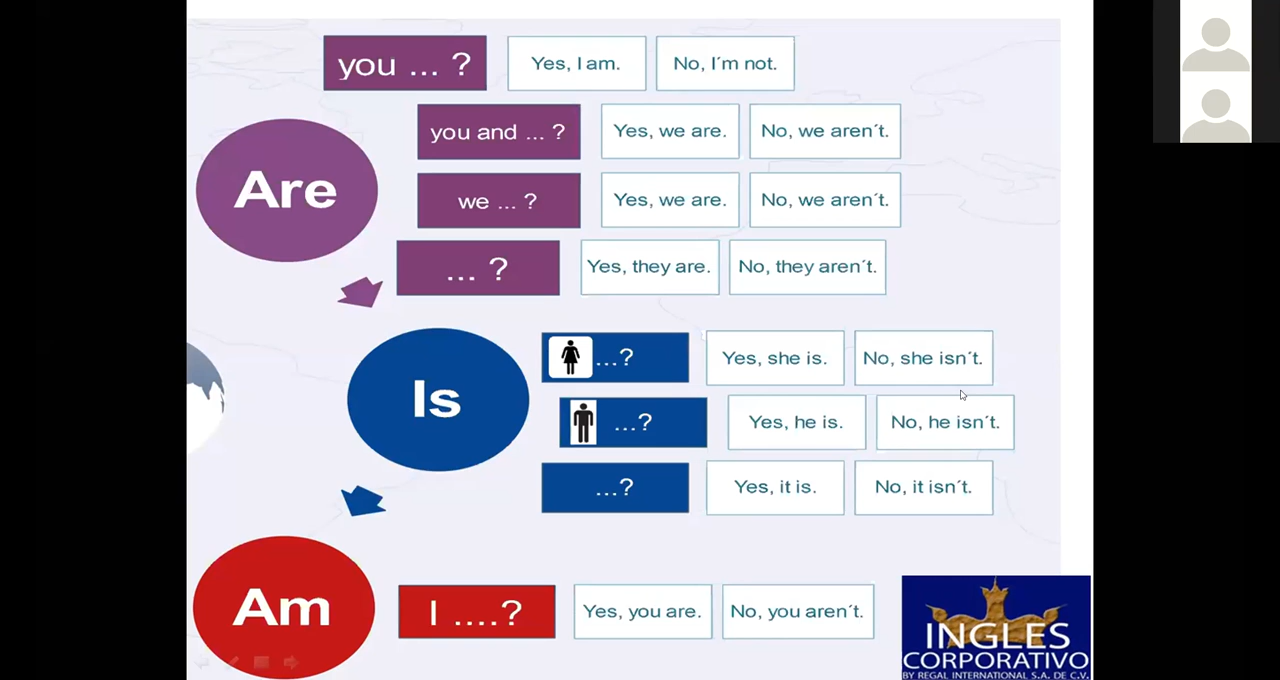 you ... ? Yes, I am. No, I´m not.
you and ... ? Yes, we are. No, we aren´t.
Are
we ... ? Yes, we are. No, we aren´t.
... ? Yes, they are. No, they aren´t.
...? Yes, she is. No, she isn´t.
Is
...? Yes, he is. No, he isn´t.
...? Yes, it is. No, it isn´t.
Am I ....? Yes, you are. No, you aren´t.
INGLES
CORPORATIVO
BY REGAL INTERNATIONAL S.A. DE C.V.